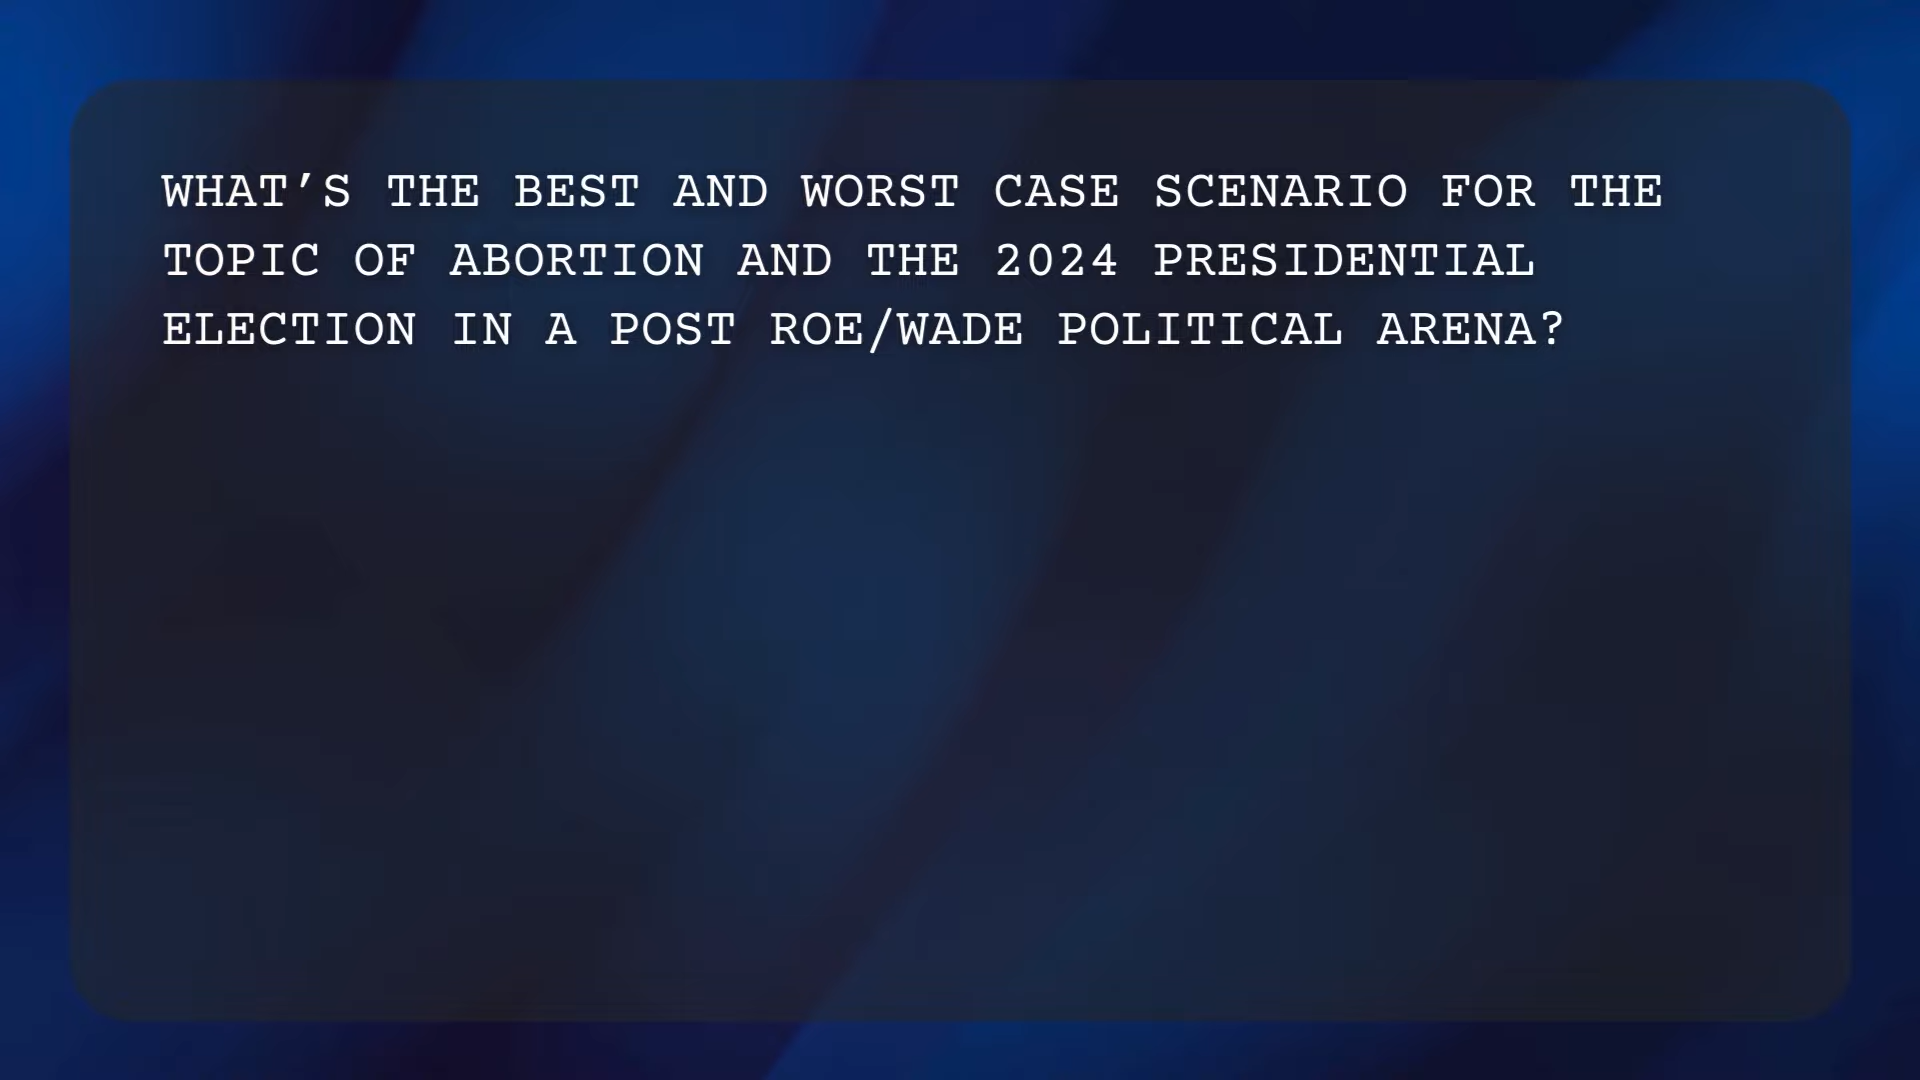 WHAT’S THE BEST AND WORST CASE SCENARIO FOR THE
TOPIC OF ABORTION AND THE 2024 PRESIDENTIAL
ELECTION IN A POST ROE/WADE POLITICAL ARENA?